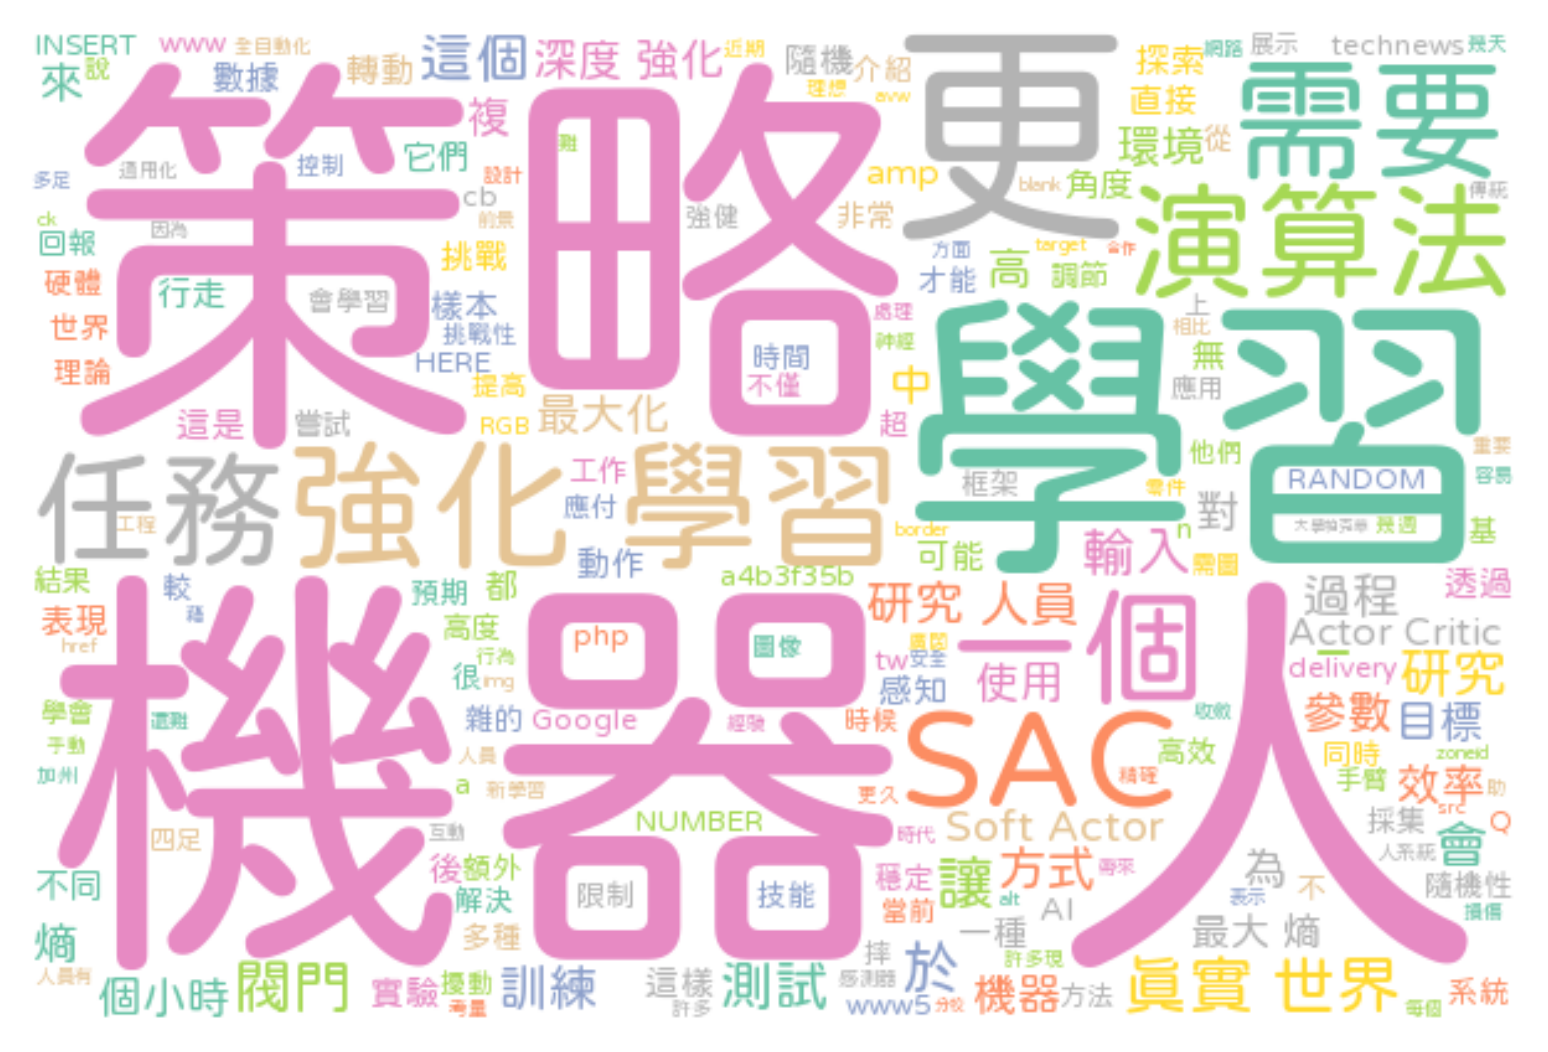 INSERT www 全自動化 這個 深度 強化 近期 隨機 更 探索 網路 展示 technews 幾天
來 說 數據 轉動 介紹 理想 avw 直接 需要
策略 複 難 環境 從
多足 通用化 控制 它們 設計 amp blank 角度 傳統
ck 因為 cb 前景 強健 非常 演算法
回報 挑戰 方面 target 合作
硬體 行走 會學習 樣本 才能 高 調節
世界 挑戰性 處理 上 相比
理論 HERE 時間 神經 學習 無
提高 不僅 中 應用
這是 嘗試 RGB 最大化 超
任務 強化 學習 工作 他們 重要
工程 應付 框架 零件 對 RANDOM 容易
border n 幾週 基
動作 可能 輸入 需圖
結果 較 預期 都 a4b3f35b 研究 人員 一個 過程 透過
表現 藉 高度 php 圖像 Actor Critic
href 行為 tw 安全 delivery 研究
很 img 感知 使用
學會 還難 雜的 Google 經發 時候 收斂 參數 目標
手動 人員 SAC 高效 同時 zoneid
加州 a 新學習 更久 精確 手臂 效率 助
機器人 NUMBER 時代 Soft Actor 採集 src Q
四足 互動 人系統 會
不同 後 額外 限制 技能 穩定 讓 方式 帶來 為 不 隨機性
解決 當前 alt AI 表示 損傷
熵 多種 一種 最大 熵
人員有 摔 許多現
個小時 閥門 實驗 擾動 訓練 這樣 測試 感測器 於 機器 方法 真實 世界 系統
考量 許多 www5 分校 每個